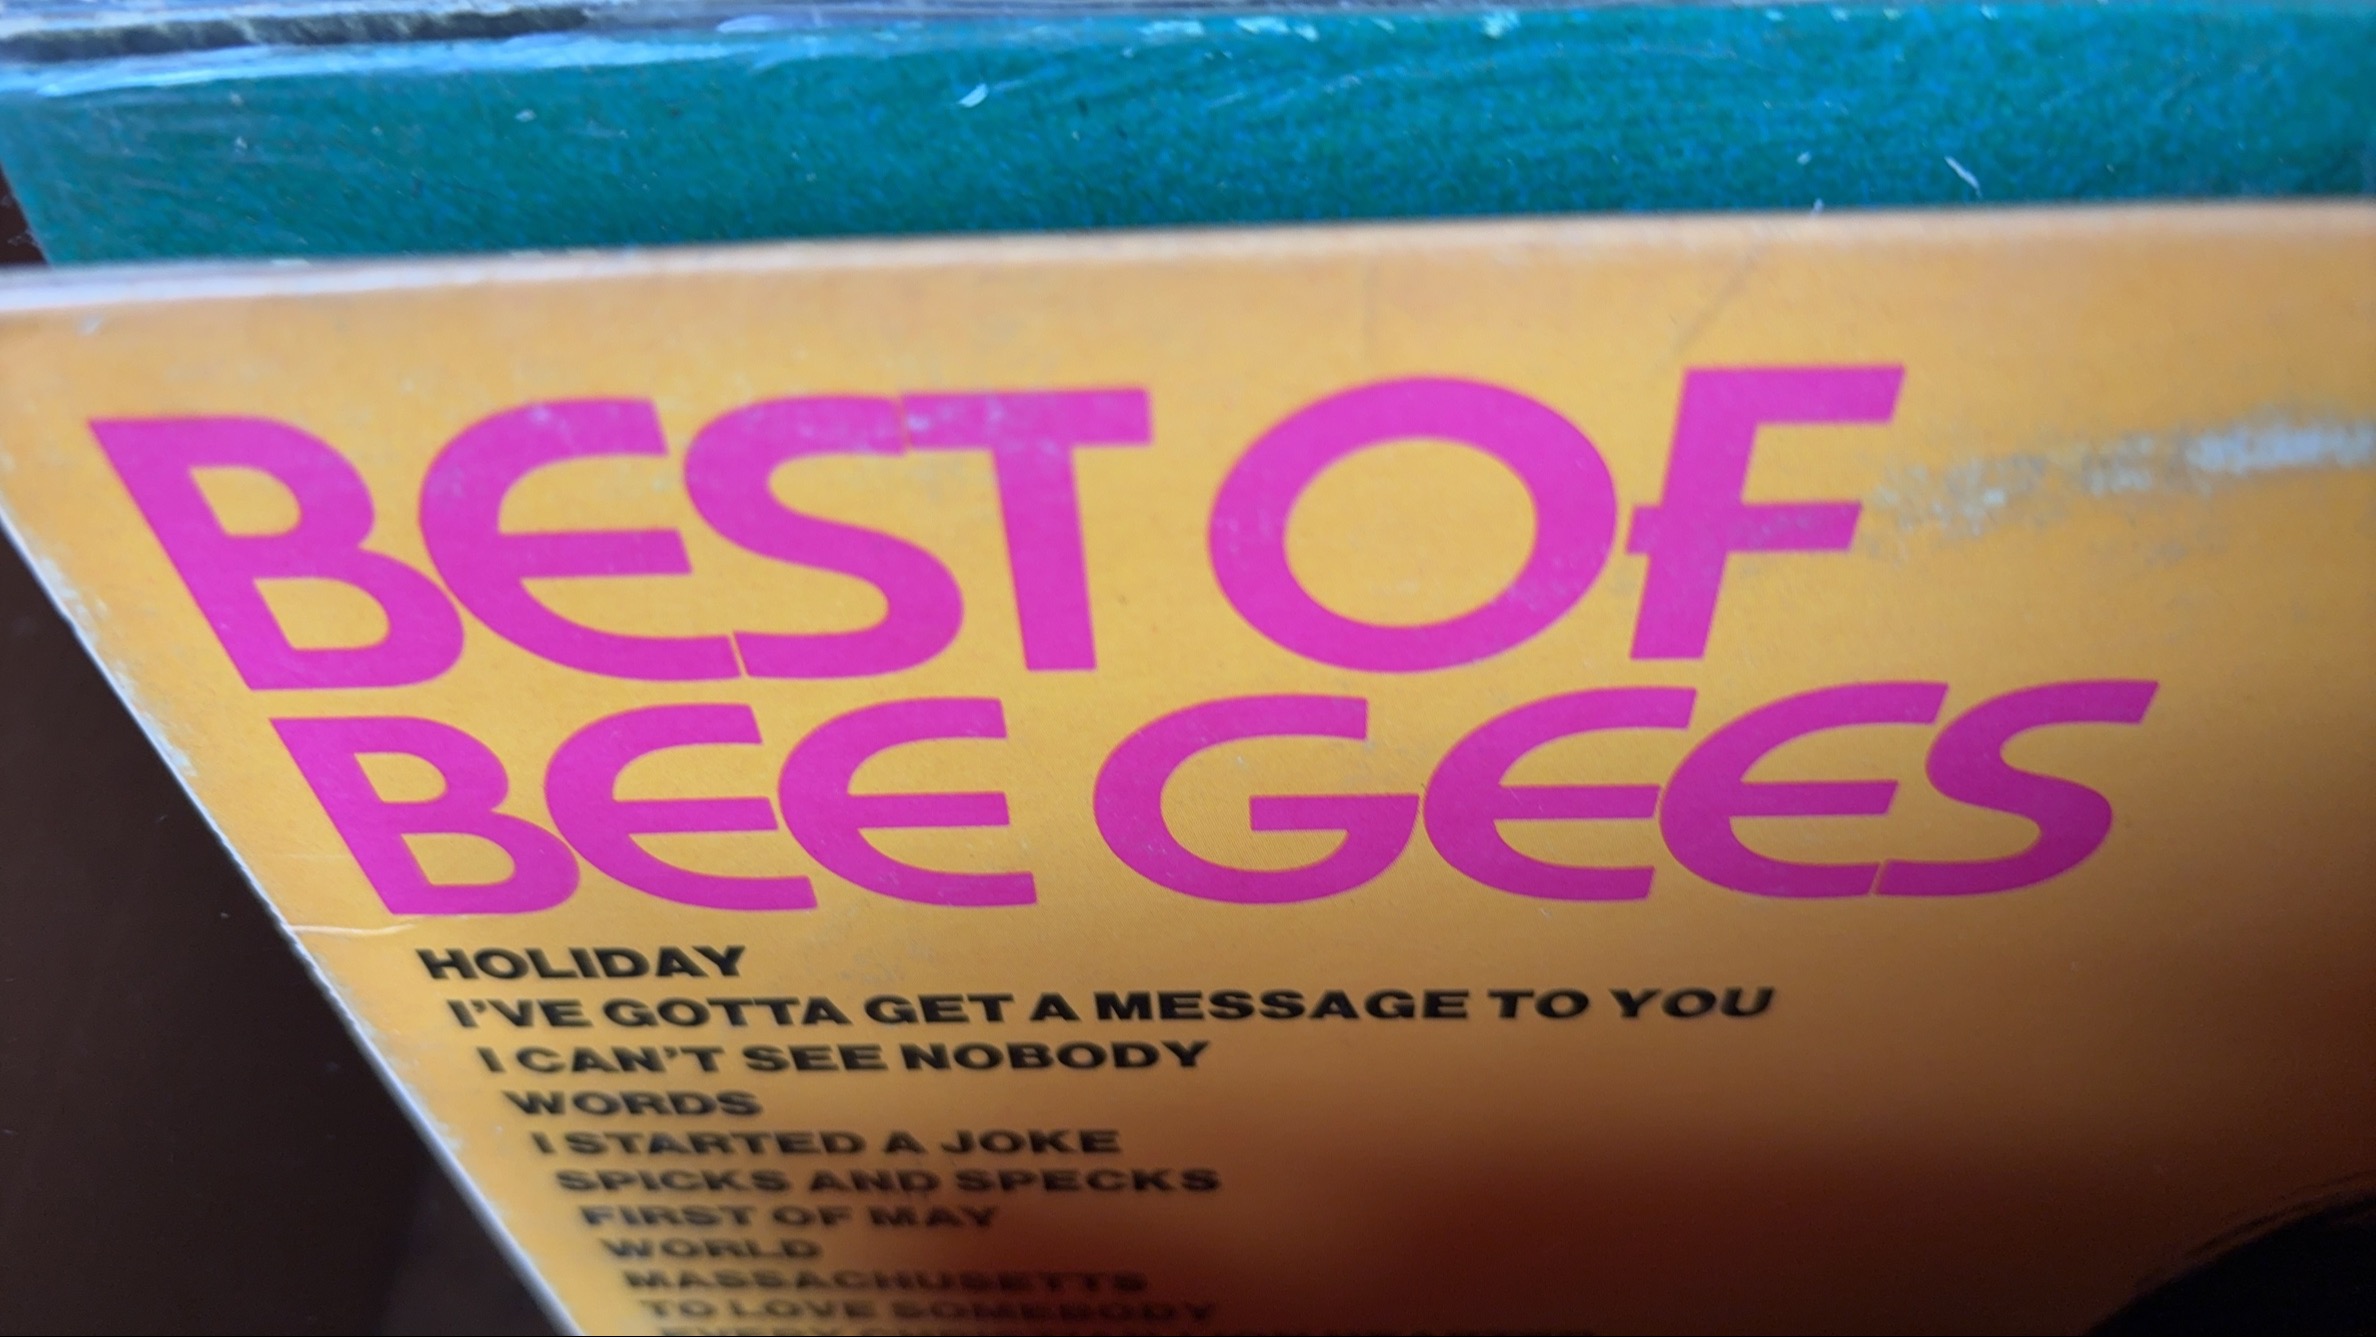 BEST OF
BEE GEES
HOLIDAY
I'VE GOTTA GET A MESSAGE TO YOU
I CAN'T SEE NOBODY
WORDS
I STARTED A JOKE
SPICKS AND SPECKS
FIRST OF MAY
WORLD
MASSACHUSETTS
TO LOVE SOMEBODY